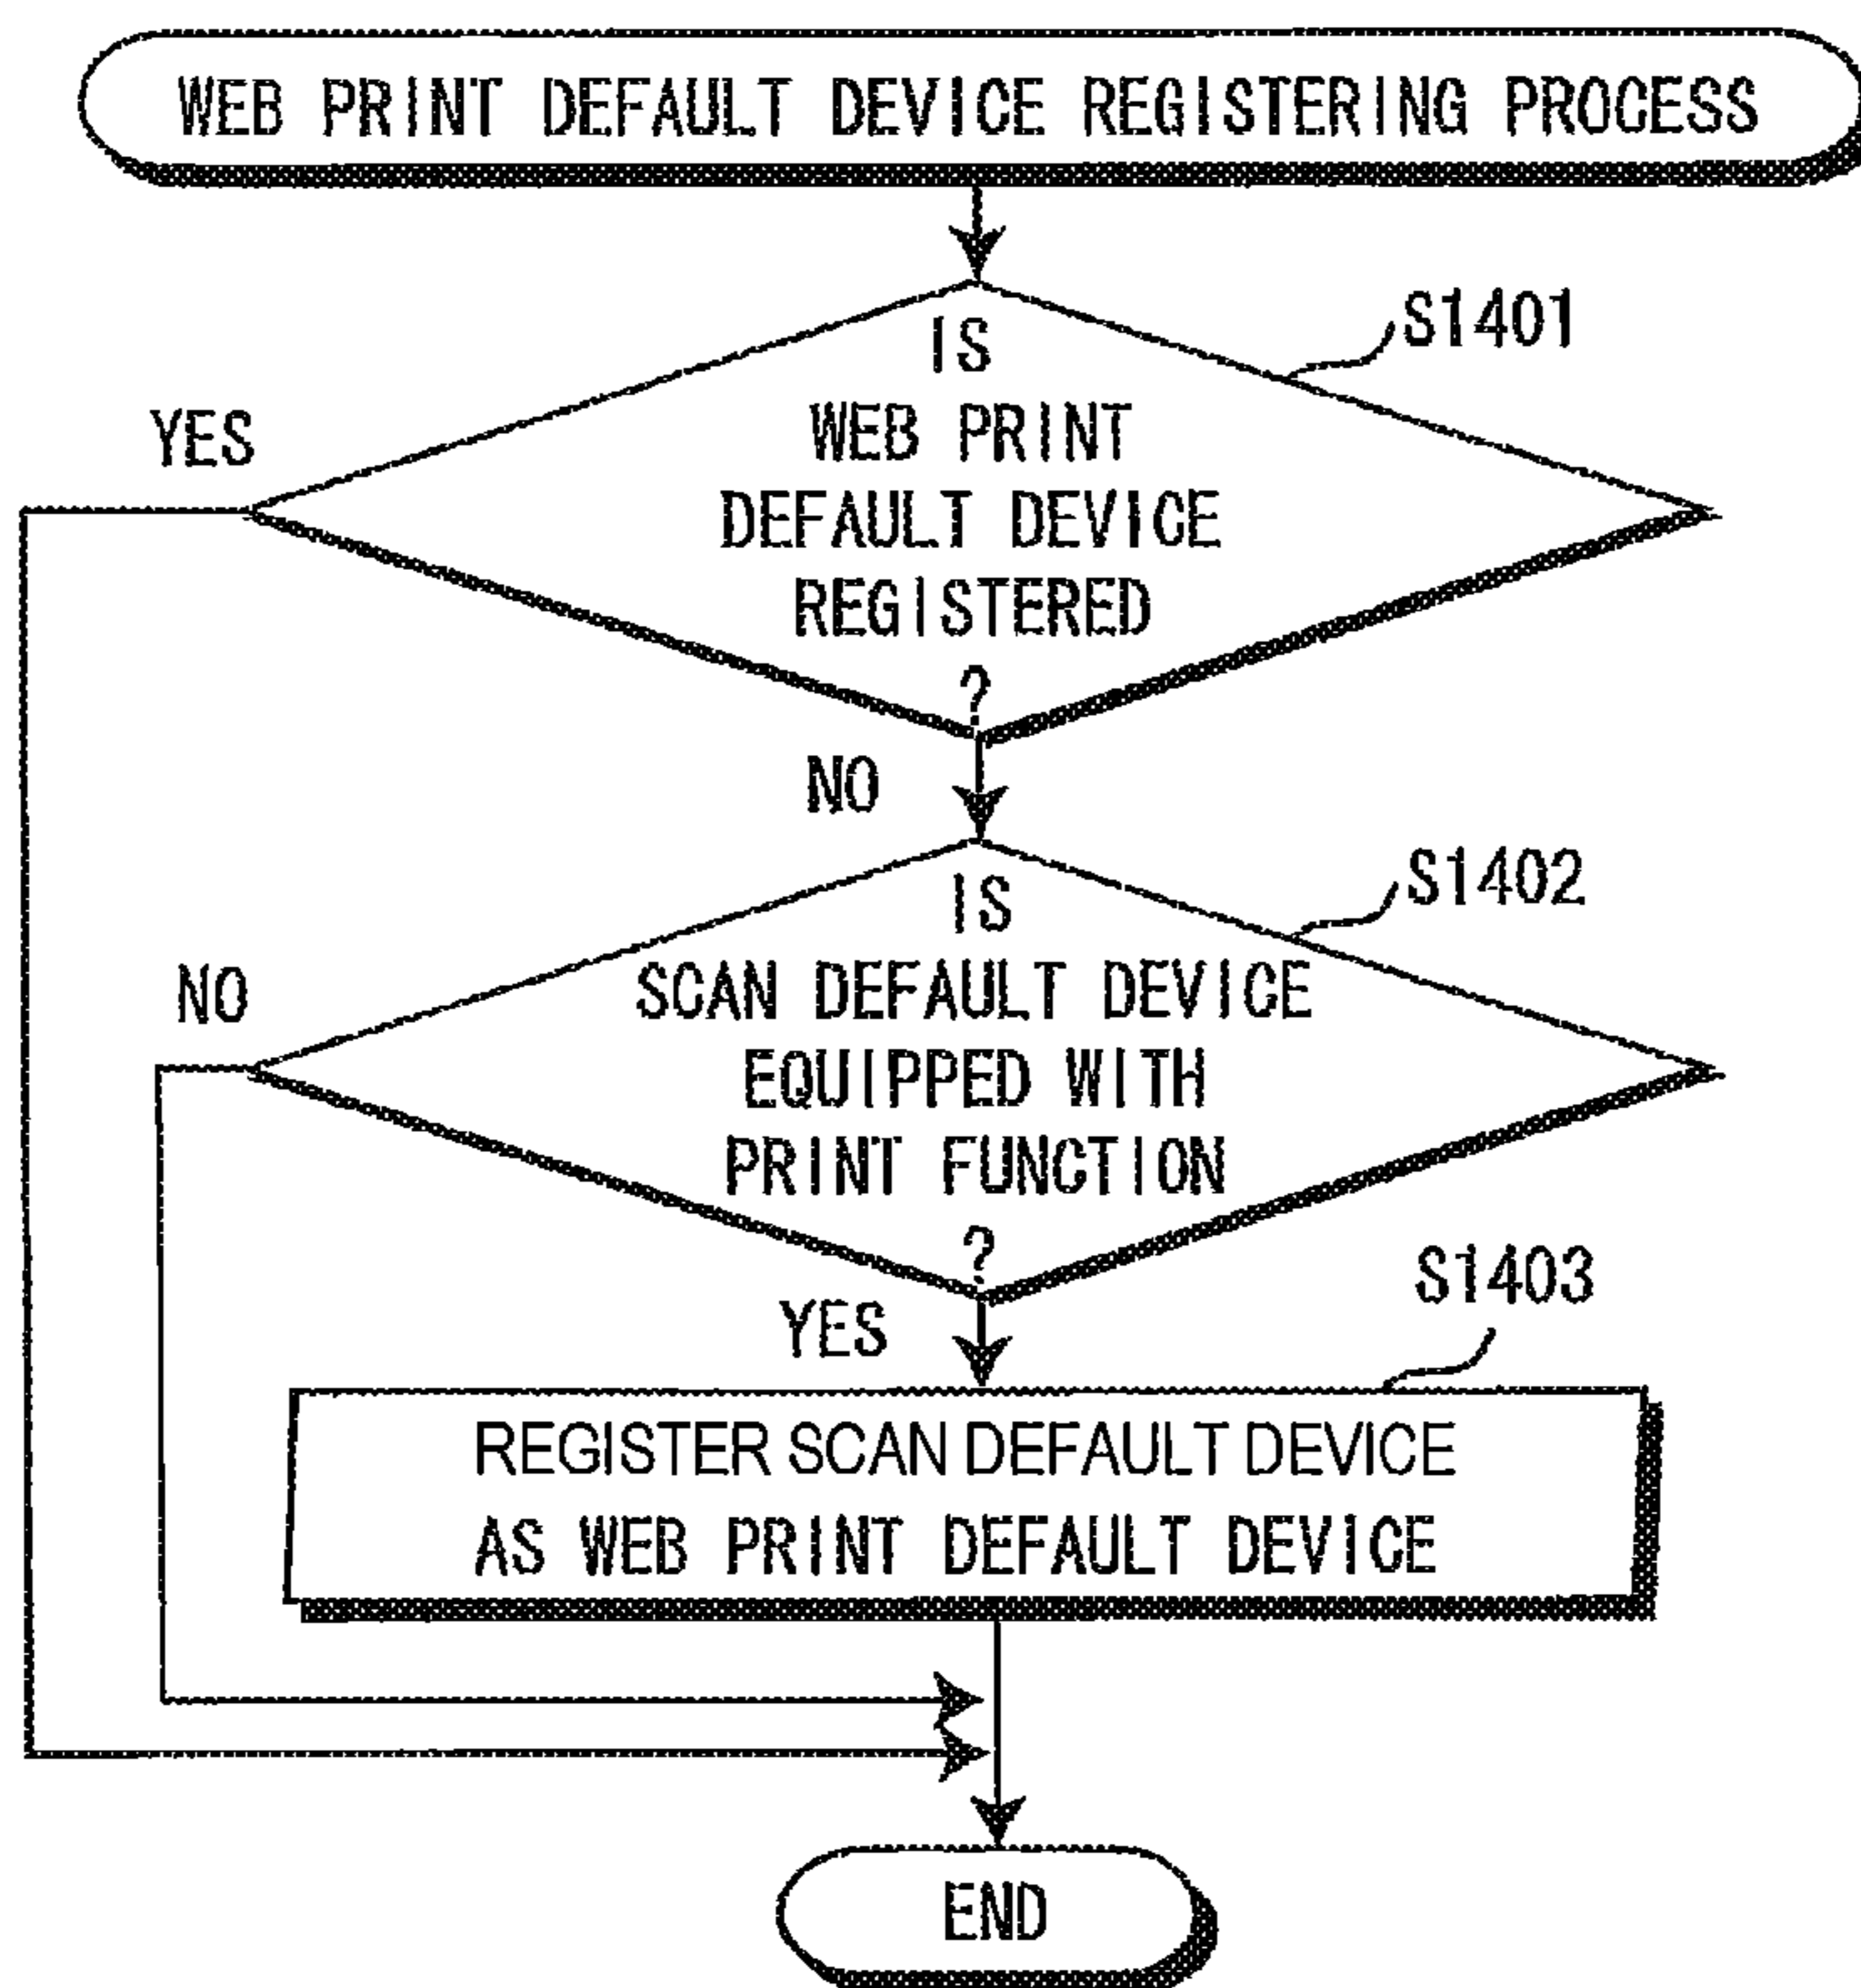 WEB PRINT DEFAULT DEVICE REGISTERING PROCESS
S1401
IS
WEB PRINT
DEFAULT DEVICE
REGISTERED
?
YES
NO
S1402
IS
SCAN DEFAULT DEVICE
EQUIPPED WITH
PRINT FUNCTION
?
NO
YES
S1403
REGISTER SCAN DEFAULT DEVICE
AS WEB PRINT DEFAULT DEVICE
END